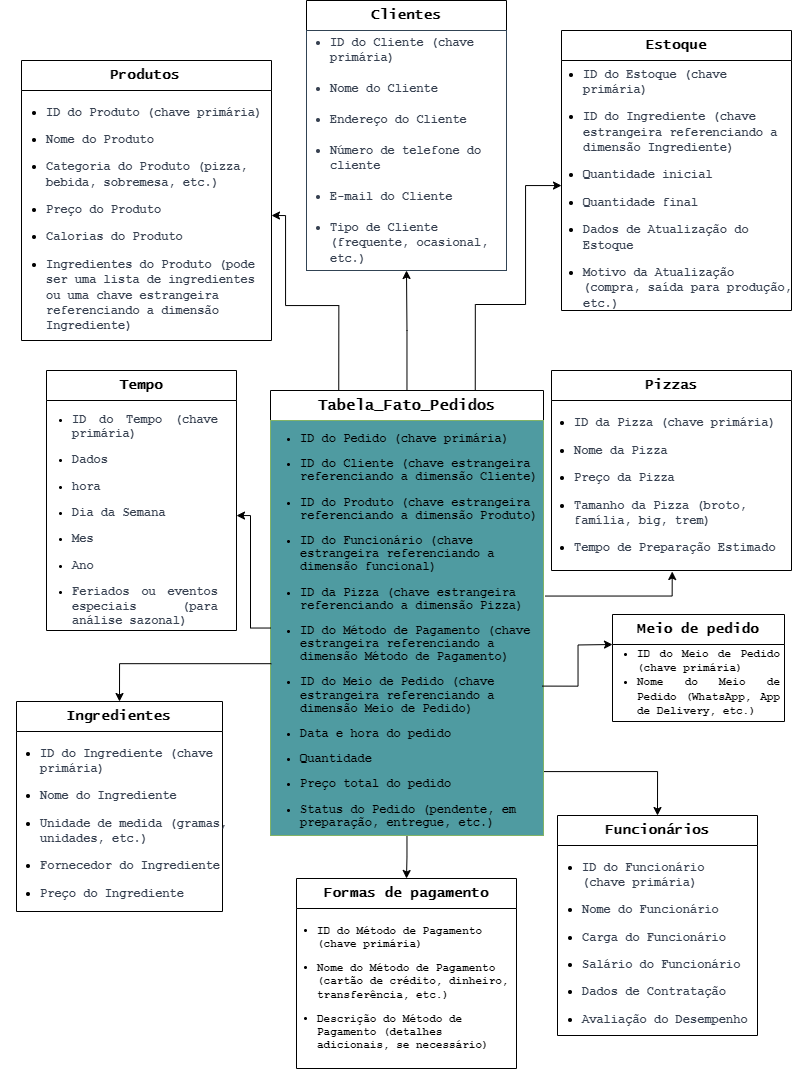 Clientes
• ID do Cliente (chave
primária)
• Nome do Cliente
• Endereço do Cliente
• Número de telefone do
cliente
• E-mail do Cliente
• Tipo de Cliente
(frequente, ocasional,
etc.)
Estoque
• ID do Estoque (chave
primária)
• ID do Ingrediente (chave
estrangeira referenciando a
dimensão Ingrediente)
• Quantidade inicial
• Quantidade final
• Dados de Atualização do
Estoque
• Motivo da Atualização
(compra, saída para produção,
etc.)
Produtos
• ID do Produto (chave primária)
• Nome do Produto
• Categoria do Produto (pizza,
bebida, sobremesa, etc.)
• Preço do Produto
• Calorias do Produto
• Ingredientes do Produto (pode
ser uma lista de ingredientes
ou uma chave estrangeira
referenciando a dimensão
Ingrediente)
Tempo
• ID do Tempo (chave
primária)
• Dados
• hora
• Dia da Semana
• Mes
• Ano
• Feriados ou eventos
especiais (para
análise sazonal)
Tabela_Fato_Pedidos
• ID do Pedido (chave primária)
• ID do Cliente (chave estrangeira
referenciando a dimensão Cliente)
• ID do Produto (chave estrangeira
referenciando a dimensão Produto)
• ID do Funcionário (chave
estrangeira referenciando a
dimensão funcional)
• ID da Pizza (chave estrangeira
referenciando a dimensão Pizza)
• ID do Método de Pagamento (chave
estrangeira referenciando a
dimensão Método de Pagamento)
• ID do Meio de Pedido (chave
estrangeira referenciando a
dimensão Meio de Pedido)
• Data e hora do pedido
• Quantidade
• Preço total do pedido
• Status do Pedido (pendente, em
preparação, entregue, etc.)
Pizzas
• ID da Pizza (chave primária)
• Nome da Pizza
• Preço da Pizza
• Tamanho da Pizza (broto,
família, big, trem)
• Tempo de Preparação Estimado
Meio de pedido
• ID do Meio de Pedido
(chave primária)
• Nome do Meio de
Pedido (WhatsApp, App
de Delivery, etc.)
Ingredientes
• ID do Ingrediente (chave
primária)
• Nome do Ingrediente
• Unidade de medida (gramas,
unidades, etc.)
• Fornecedor do Ingrediente
• Preço do Ingrediente
Formas de pagamento
• ID do Método de Pagamento
(chave primária)
• Nome do Método de Pagamento
(cartão de crédito, dinheiro,
transferência, etc.)
• Descrição do Método de
Pagamento (detalhes
adicionais, se necessário)
Funcionários
• ID do Funcionário
(chave primária)
• Nome do Funcionário
• Carga do Funcionário
• Salário do Funcionário
• Dados de Contratação
• Avaliação do Desempenho